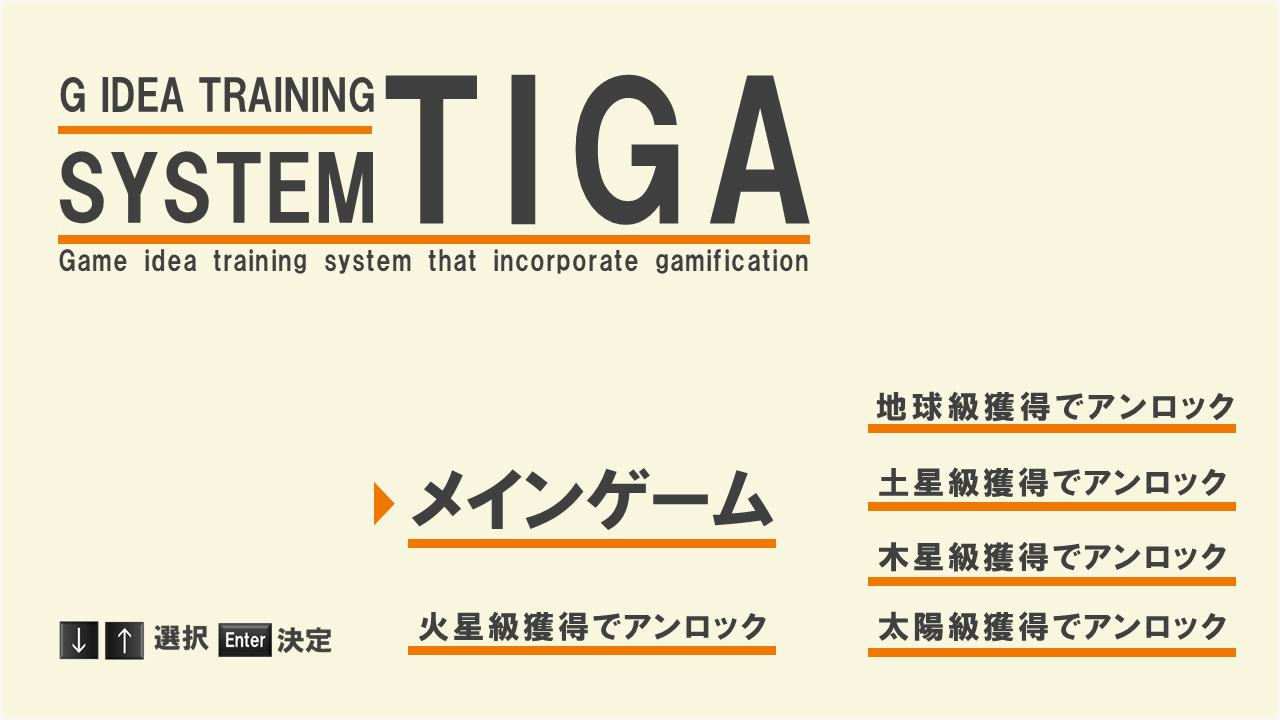 G IDEA TRAINING
SYSTEM
TIGA
Game idea training system that incorporate gamification
メインゲーム
火星級獲得でアンロック
地球級獲得でアンロック
土星級獲得でアンロック
木星級獲得でアンロック
太陽級獲得でアンロック
↓ ↑ 選択 Enter 決定